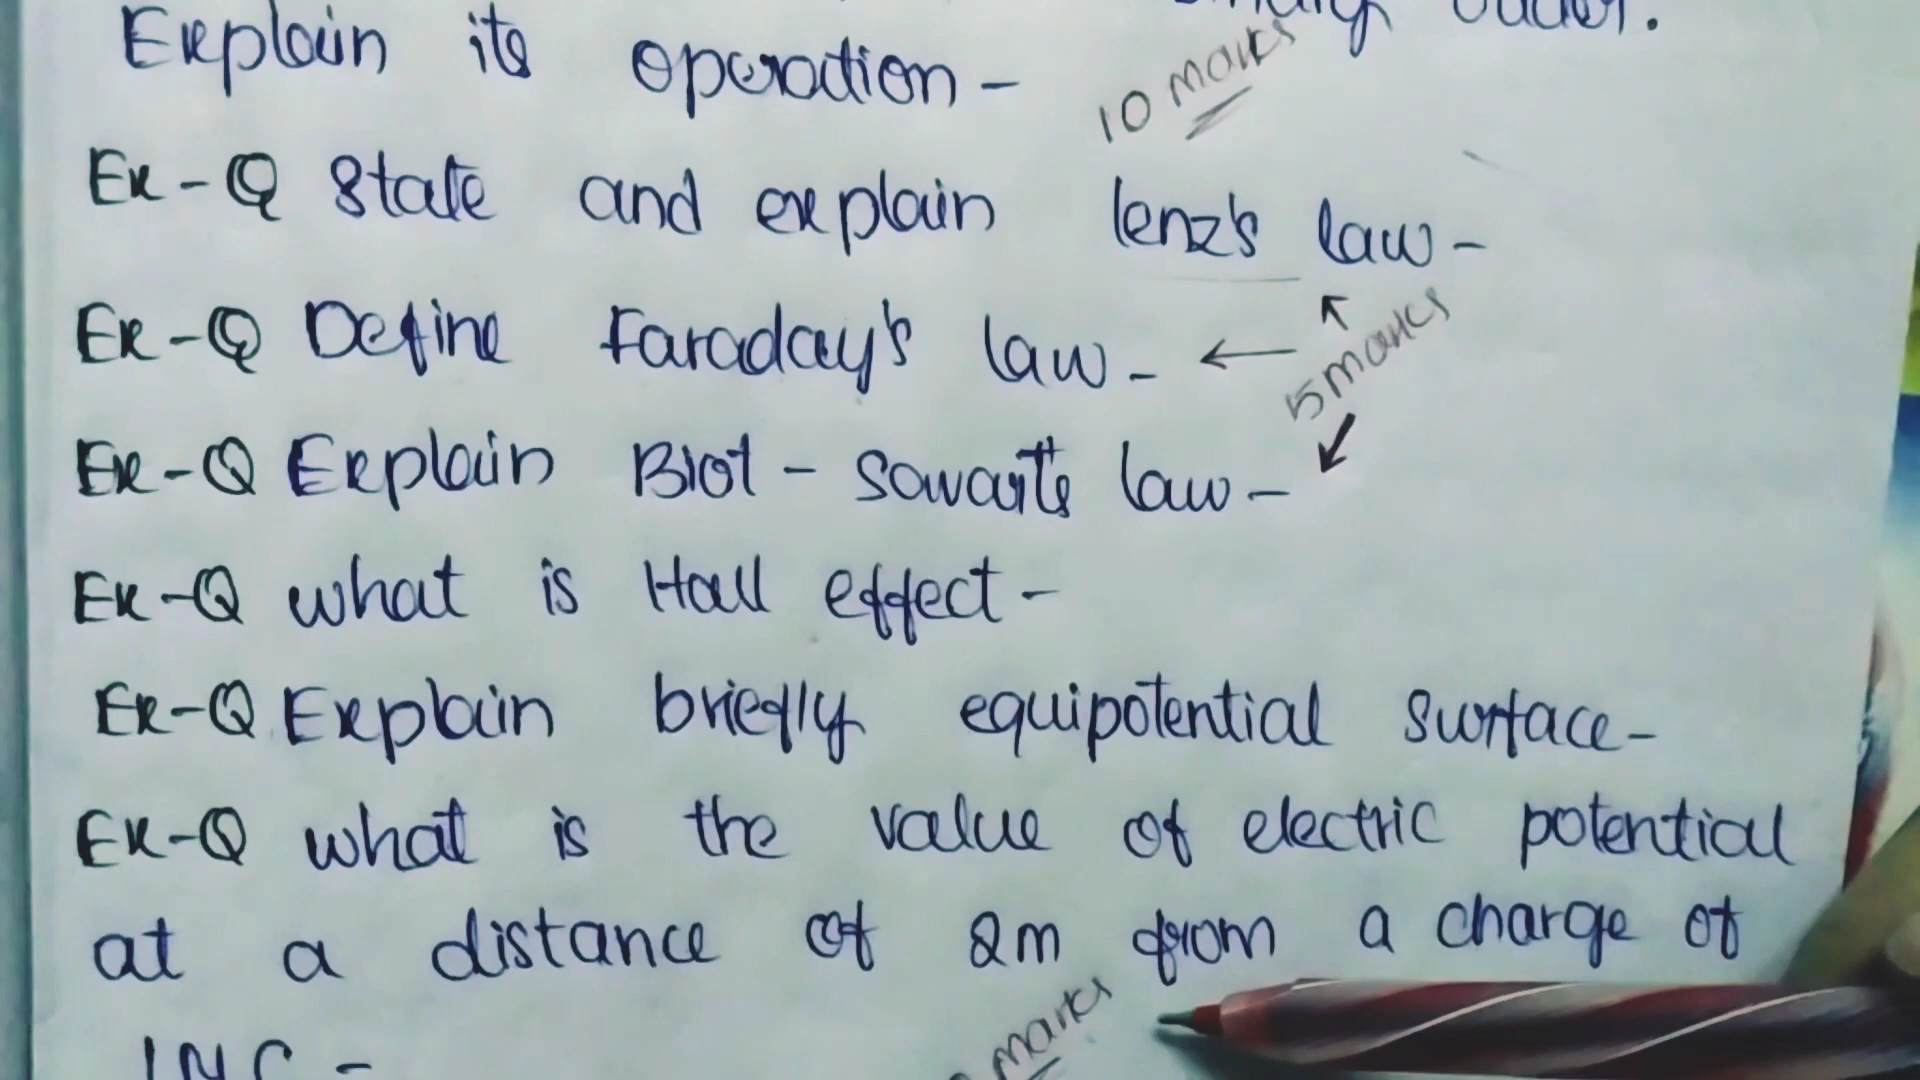 Explain its operation -
10 marks
Ex-Q State and explain lenz's law -
Ex-Q Define Faraday's law -
5 marks
Ex-Q Explain Biot - Savart's law -
Ex-Q what is Hall effect -
Ex-Q Explain briefly equipotential surface -
Ex-Q what is the value of electric potential
at a distance of 2m from a charge of
marks